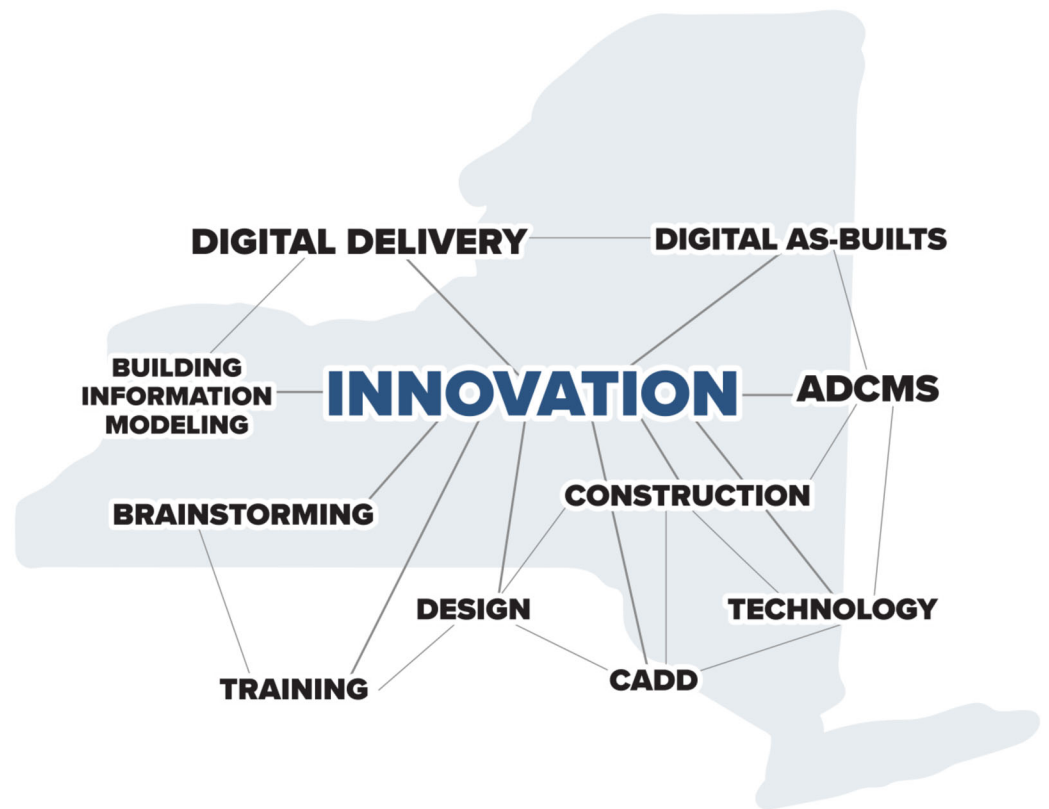 DIGITAL DELIVERY
DIGITAL AS-BUILTS
BUILDING
INFORMATION
MODELING
INNOVATION
ADCMS
BRAINSTORMING
CONSTRUCTION
DESIGN
TECHNOLOGY
TRAINING
CADD